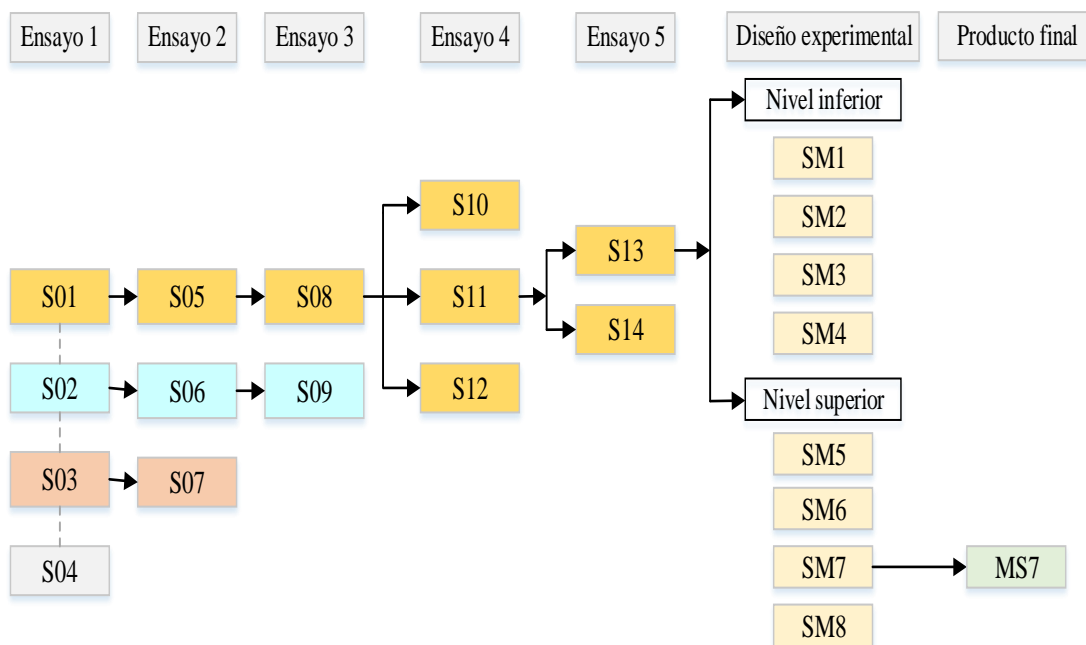 Ensayo 1
Ensayo 2
Ensayo 3
Ensayo 4
Ensayo 5
Diseño experimental
Producto final
Nivel inferior
SM1
S10
SM2
S13
S01
S05
S08
S11
SM3
S14
SM4
S02
S06
S09
S12
Nivel superior
SM5
S03
S07
SM6
S04
SM7
MS7
SM8